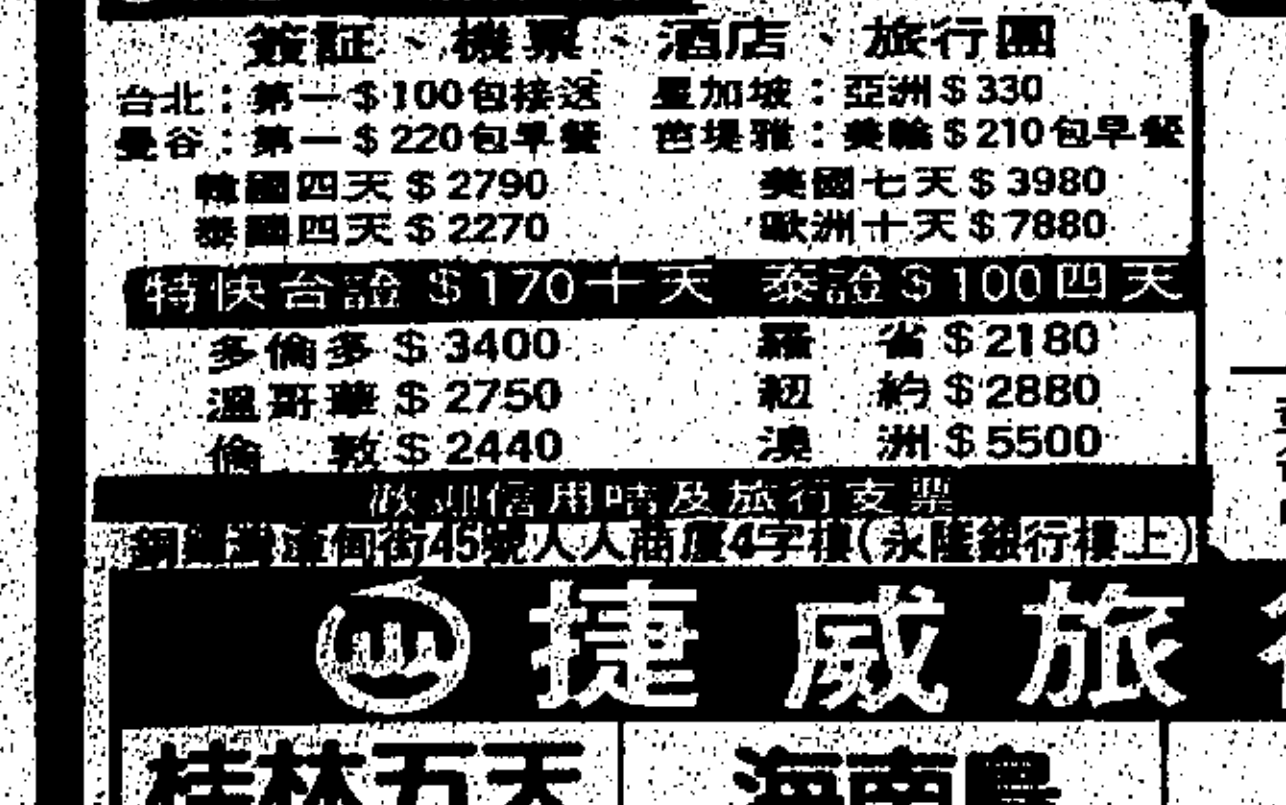 簽証、機票、酒店、旅行團
台北：第一$100包接送 星加坡：亞洲$330
曼谷：第一$220包早餐 芭堤雅：美輪$210包早餐
韓國四天$2790 美國七天$3980
泰國四天$2270 歐洲十天$7880
特快台證$170十天 泰證$100四天
多倫多$3400 羅省$2180
溫哥華$2750 紐約$2880
倫敦$2440 澳洲$5500
歡迎信用咭及旅行支票
銅鑼灣渣甸街45號人人商廈4字樓(永隆銀行樓上)
捷威旅
桂林五天 海南島